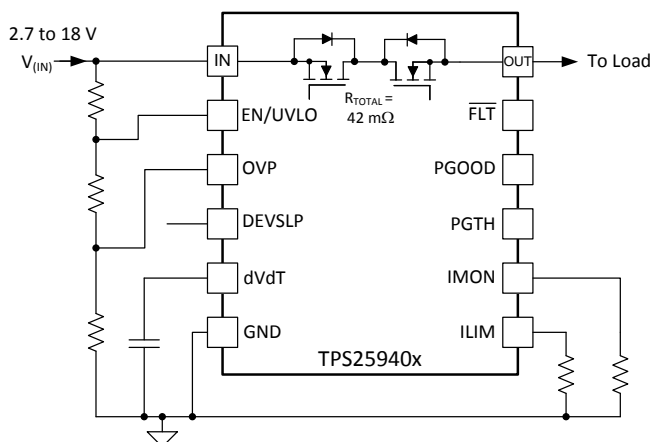 2.7 to 18 V
V(IN)
IN
OUT
To Load
RTOTAL =
42 mΩ
EN/UVLO
FLT
OVP
PGOOD
DEVSLP
PGTH
dVdT
IMON
GND
ILIM
TPS25940x